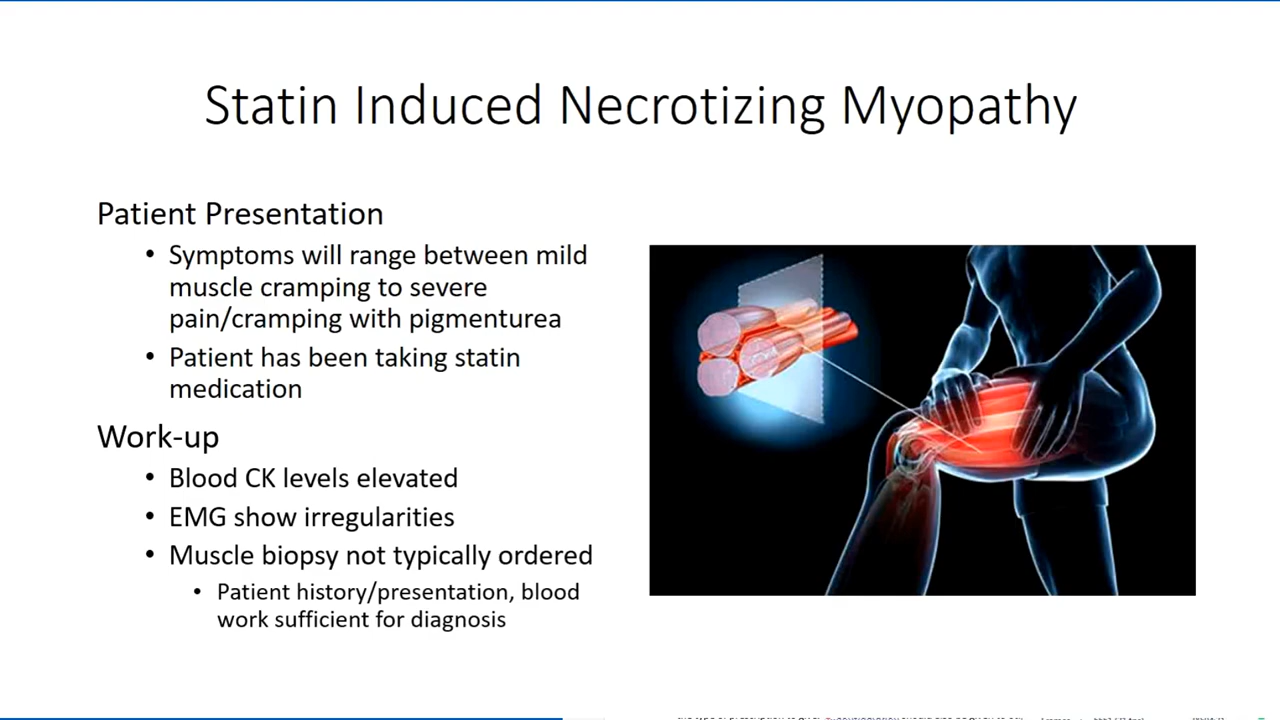 Statin Induced Necrotizing Myopathy
Patient Presentation
• Symptoms will range between mild
muscle cramping to severe
pain/cramping with pigmenturea
• Patient has been taking statin
medication
Work-up
• Blood CK levels elevated
• EMG show irregularities
• Muscle biopsy not typically ordered
• Patient history/presentation, blood
work sufficient for diagnosis